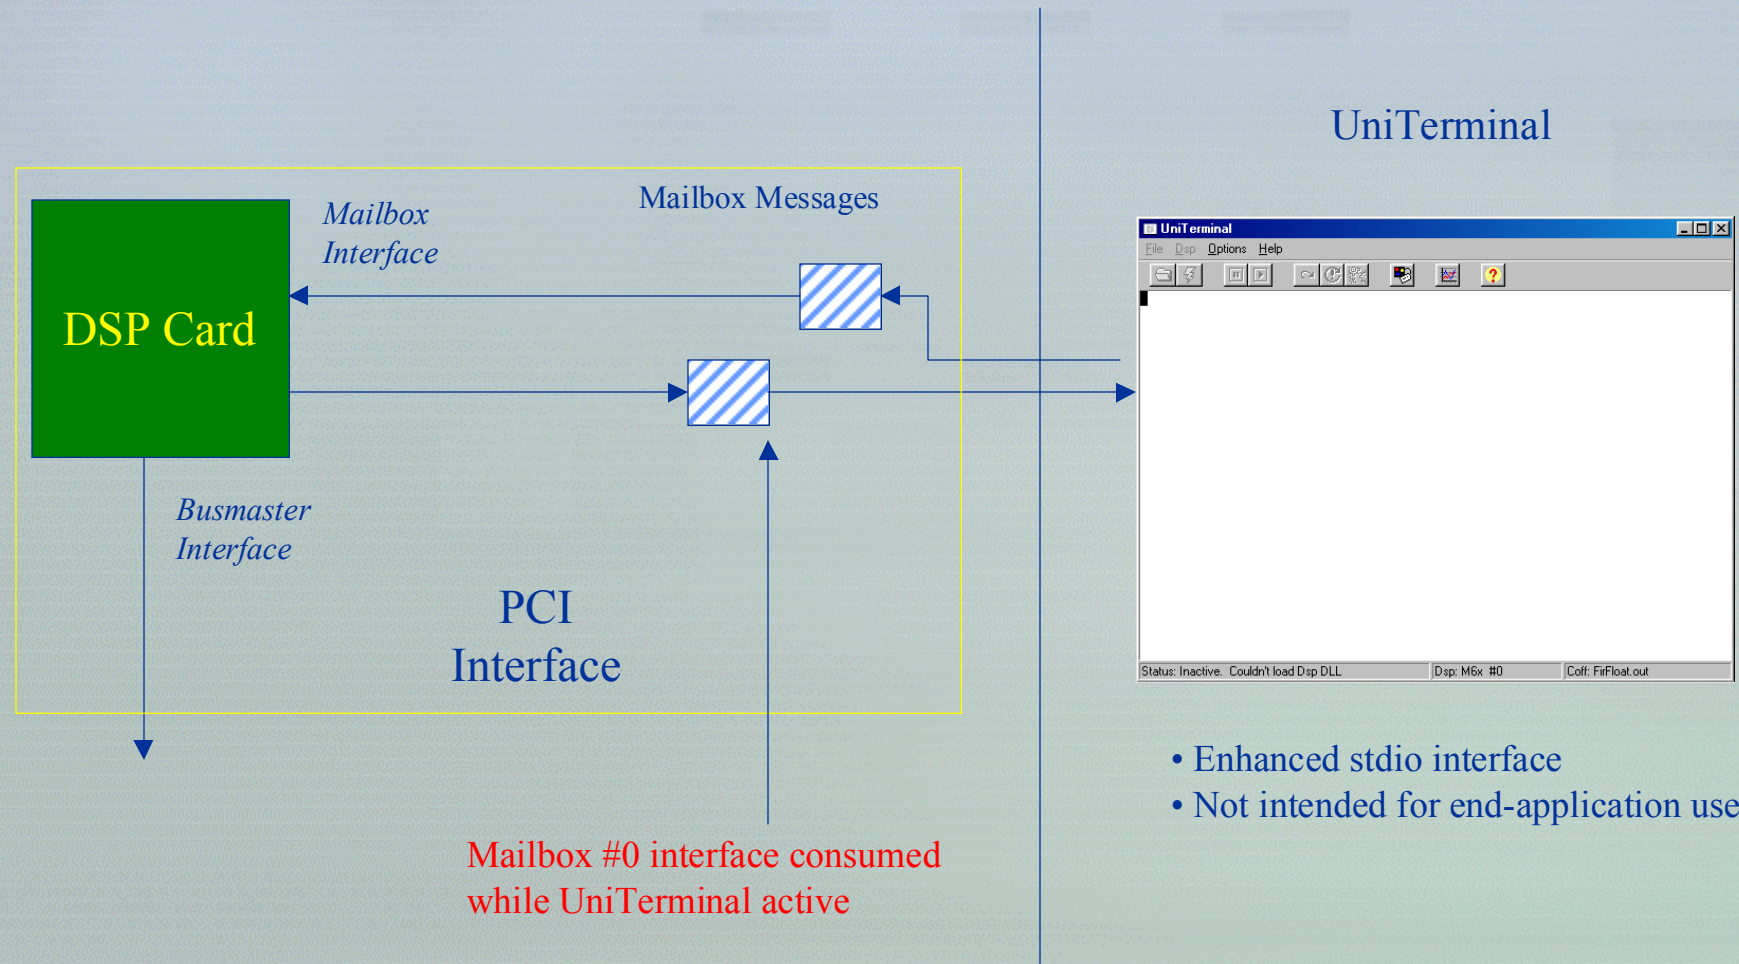 UniTerminal
Mailbox Messages
Mailbox
Interface
DSP Card
Busmaster
Interface
PCI
Interface
Mailbox #0 interface consumed
while UniTerminal active
UniTerminal
File Dsp Options Help
Status: Inactive. Couldn't load Dsp DLL
Dsp: M6x #0
Coff: FirFloat.out
• Enhanced stdio interface
• Not intended for end-application use